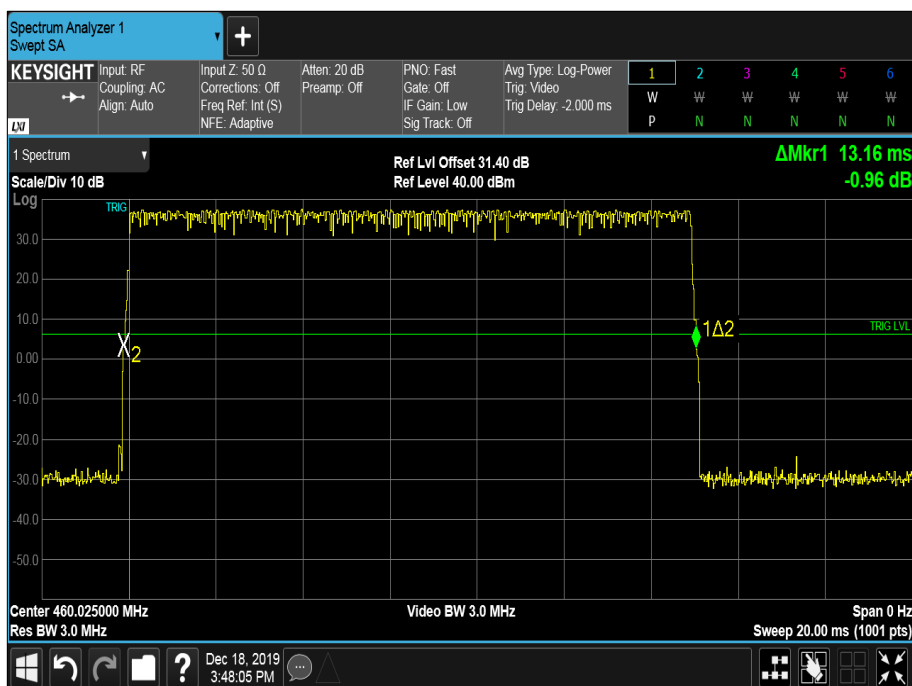 Spectrum Analyzer 1
Swept SA
+
KEYSIGHT
LXI
Input: RF
Coupling: AC
Align: Auto
Input Z: 50 Ω
Corrections: Off
Freq Ref: Int (S)
NFE: Adaptive
Atten: 20 dB
Preamp: Off
PNO: Fast
Gate: Off
IF Gain: Low
Sig Track: Off
Avg Type: Log-Power
Trig: Video
Trig Delay: -2.000 ms
1 2 3 4 5 6
W W W W W W
P N N N N N
1 Spectrum
Scale/Div 10 dB
Ref Lvl Offset 31.40 dB
Ref Level 40.00 dBm
ΔMkr1 13.16 ms
-0.96 dB
Log
TRIG
30.0
20.0
10.0
TRIG LVL
1Δ2
X2
0.00
-10.0
-20.0
-30.0
-40.0
-50.0
Center 460.025000 MHz
Video BW 3.0 MHz
Span 0 Hz
Res BW 3.0 MHz
Sweep 20.00 ms (1001 pts)
?
Dec 18, 2019
3:48:05 PM